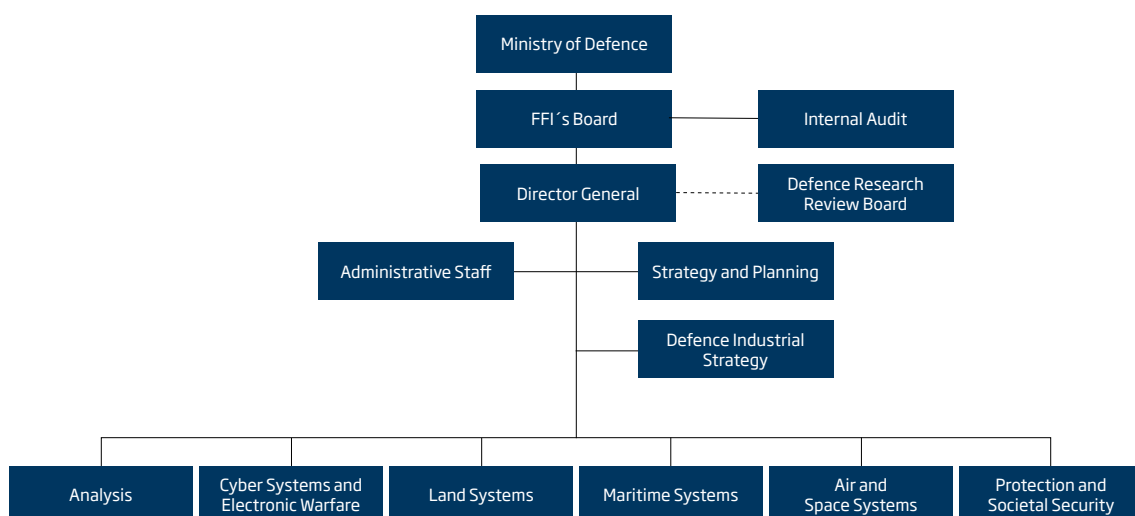 Ministry of Defence
FFI´s Board
Internal Audit
Director General
Defence Research
Review Board
Administrative Staff
Strategy and Planning
Defence Industrial
Strategy
Analysis
Cyber Systems and
Electronic Warfare
Land Systems
Maritime Systems
Air and
Space Systems
Protection and
Societal Security